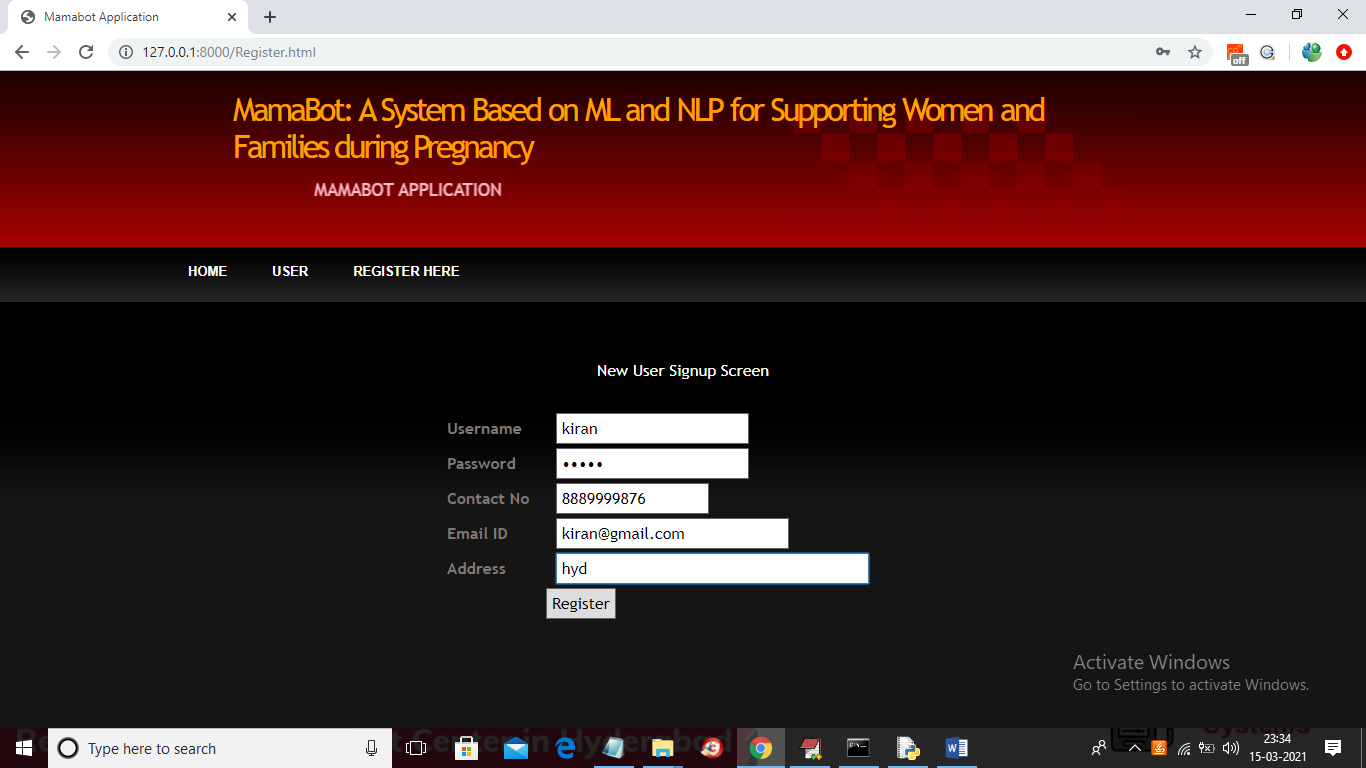 Mamabot Application
127.0.0.1:8000/Register.html
off
MamaBot: A System Based on ML and NLP for Supporting Women and
Families during Pregnancy
MAMABOT APPLICATION
HOME USER REGISTER HERE
New User Signup Screen
Username kiran
Password •••••
Contact No 8889999876
Email ID kiran@gmail.com
Address hyd
Register
Activate Windows
Go to Settings to activate Windows.
Type here to search
23:34
15-03-2021